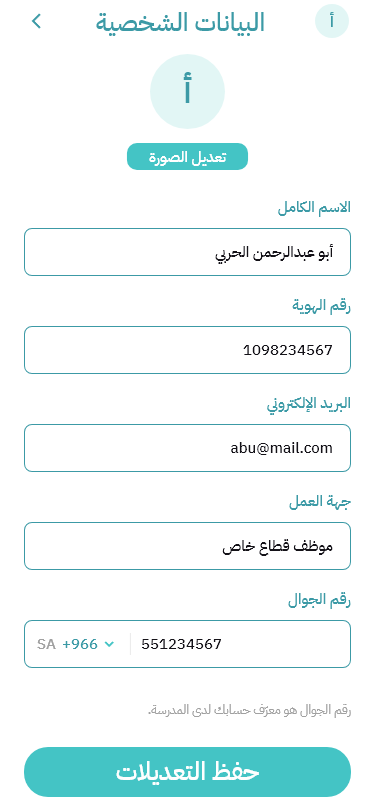 أ
البيانات الشخصية
أ
تعديل الصورة
الاسم الكامل
أبو عبدالرحمن الحربي
رقم الهوية
1098234567
البريد الإلكتروني
abu@mail.com
جهة العمل
موظف قطاع خاص
رقم الجوال
SA +966 551234567
رقم الجوال هو معرّف حسابك لدى المدرسة.
حفظ التعديلات